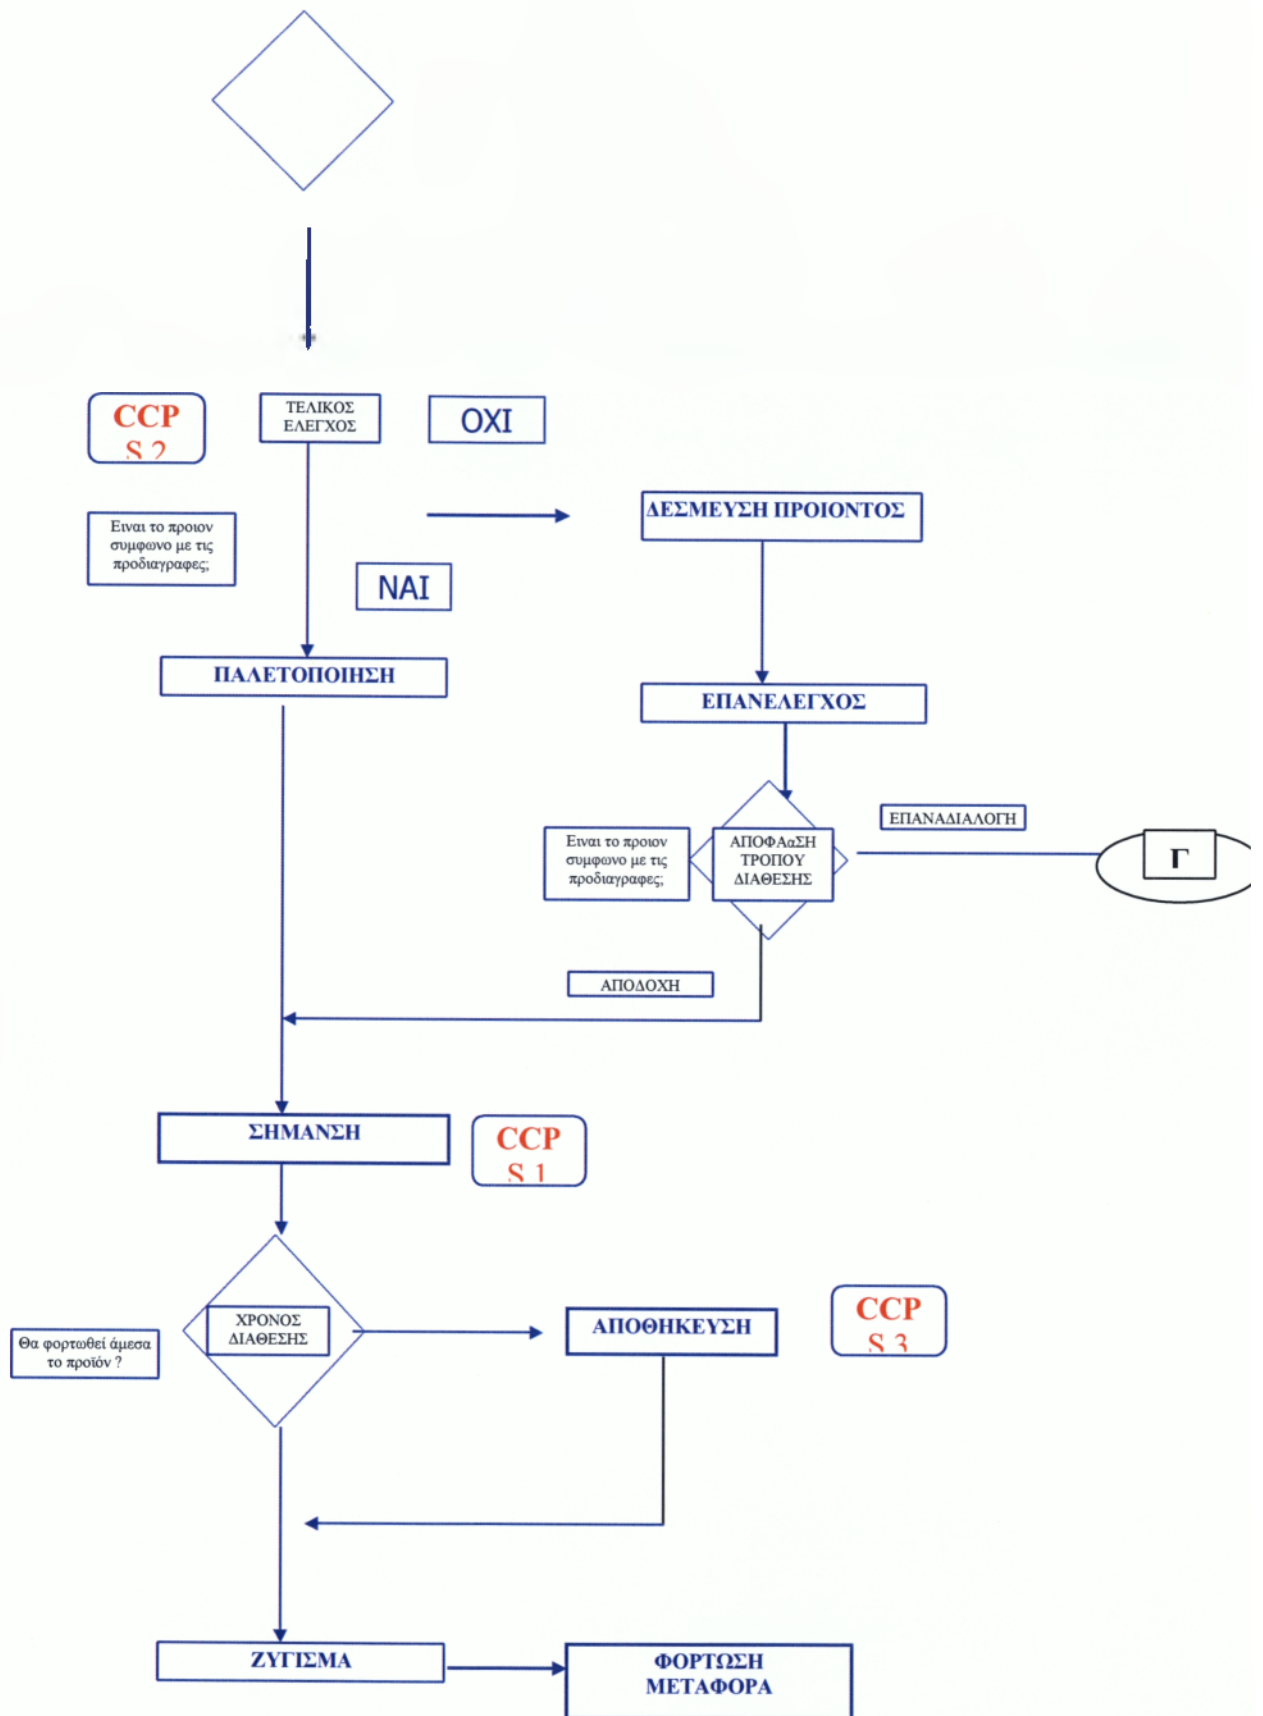 CCP
S 2
ΤΕΛΙΚΟΣ
ΕΛΕΓΧΟΣ
ΟΧΙ
Ειναι το προιον
συμφωνο με τις
προδιαγραφες;
ΔΕΣΜΕΥΣΗ ΠΡΟΙΟΝΤΟΣ
ΝΑΙ
ΠΑΛΕΤΟΠΟΙΗΣΗ
ΕΠΑΝΕΛΕΓΧΟΣ
ΕΠΑΝΑΔΙΑΛΟΓΗ
Ειναι το προιον
συμφωνο με τις
προδιαγραφες;
ΑΠΟΦΑαΣΗ
ΤΡΟΠΟΥ
ΔΙΑΘΕΣΗΣ
Γ
ΑΠΟΔΟΧΗ
ΣΗΜΑΝΣΗ
CCP
S 1
Θα φορτωθεί άμεσα
το προϊόν ?
ΧΡΟΝΟΣ
ΔΙΑΘΕΣΗΣ
ΑΠΟΘΗΚΕΥΣΗ
CCP
S 3
ΖΥΓΙΣΜΑ
ΦΟΡΤΩΣΗ
ΜΕΤΑΦΟΡΑ